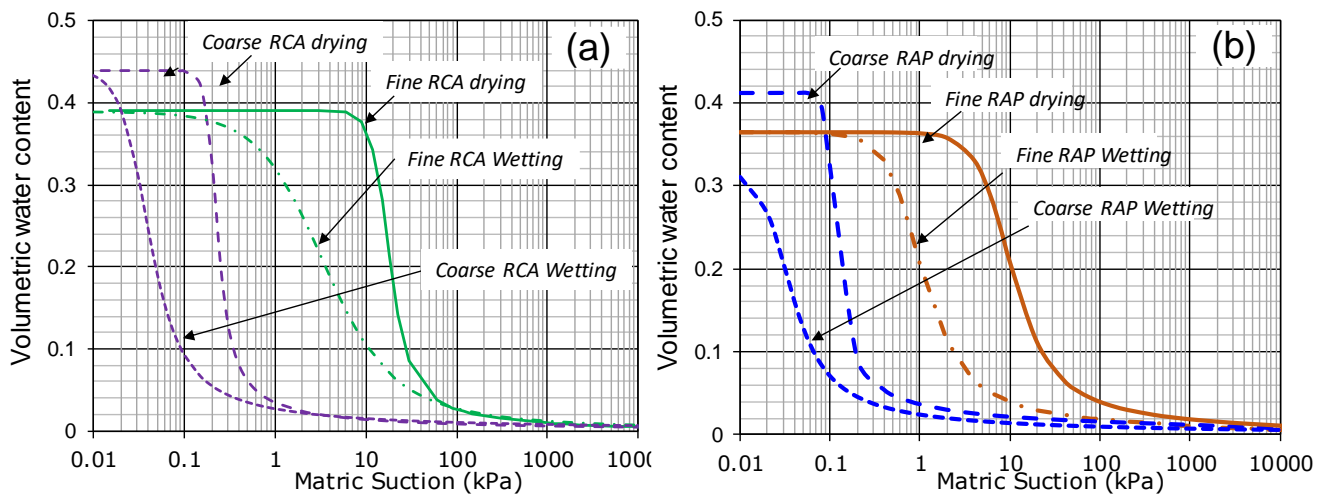 (a)
0.5
0.4
0.3
0.2
0.1
0
Volumetric water content
Coarse RCA drying
Fine RCA drying
Fine RCA Wetting
Coarse RCA Wetting
0.01 0.1 1 10 100 1000 1000
Matric Suction (kPa)
(b)
0.5
0.4
0.3
0.2
0.1
0
Volumetric water content
Coarse RAP drying
Fine RAP drying
Fine RAP Wetting
Coarse RAP Wetting
0.01 0.1 1 10 100 1000 10000
Matric Suction (kPa)